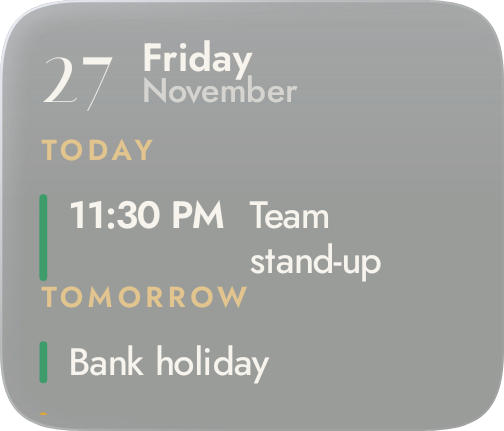 27 Friday
November
TODAY
11:30 PM Team
stand-up
TOMORROW
Bank holiday